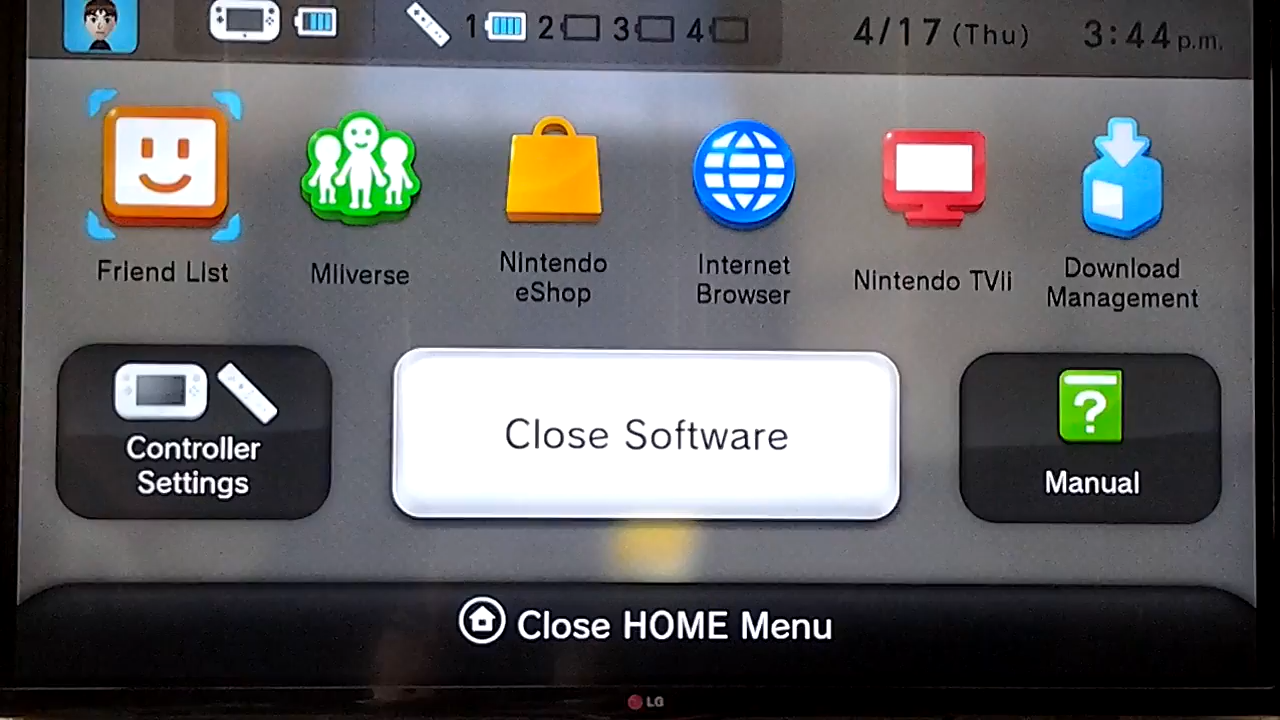 1 2 3 4 4/17 (Thu) 3:44 p.m.
Friend List
Miiverse
Nintendo
eShop
Internet
Browser
Nintendo TVii
Download
Management
Controller
Settings
Close Software
?
Manual
Close HOME Menu
LG